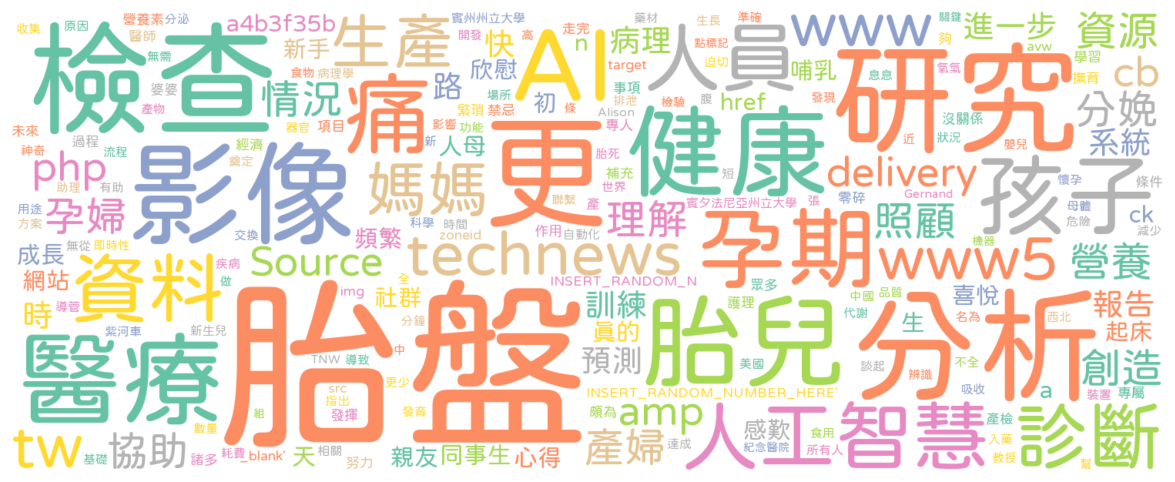 收集 原因 營養素 分泌 a4b3f35b 賓州州立大學 藥材 生長 準確 關鍵 夠
醫師 新手 生產 快 開發 高 走完 n 病理 人員 點標記 www 進一步 資源
檢查 無需 婆婆 食物 病理學 欣慰 AI target 迫切 哺乳 avw 學習
產物 情況 痛 路 繁瑣 禁忌 場所 條 事項 排泄 腹 檢驗 href 發現 研究 氫氣 息息 撫育 cb
未來 神奇 過程 流程 經濟 器官 項目 影響 功能 初 新 Alison 專人 健康 近 沒關係 狀況 嬰兒 分娩 系統
php 影像 助理 有助 奠定 媽媽 人母 更 胎死 補充 世界 短 delivery Gernand 孩子 條件
用途 方案 孕婦 交換 科學 時間 聯繫 產 賓夕法尼亞州立大學 張 零碎 懷孕 母體 危險 ck 減少
成長 無從 即時性 頻繁 zoneid 作用 自動化 理解 孕期 照顧 機器
網站 資料 疾病 做 Source technews www5 營養
時 導管 紫河車 新生兒 img 全 社群 分鐘 INSERT_RANDOM_N 訓練 眾多 護理 中國 品質 代謝 喜悅 名為 西北 報告
醫療 胎盤 TNW 導致 中 真的 預測 胎兒 美國 談起 分析 生 不全 起床
src 指出 更少 INSERT_RANDOM_NUMBER_HERE' 辨識 吸收 a 裝置 專屬 創造
數量 組 發揮 發育 頗為 amp 人工智慧 感歎 食用 產檢 入藥 診斷
tw 基礎 協助 諸多 耗費 _blank' 天 相關 努力 親友 同事生 心得 產婦 達成 紀念醫院 所有人 教授 幫